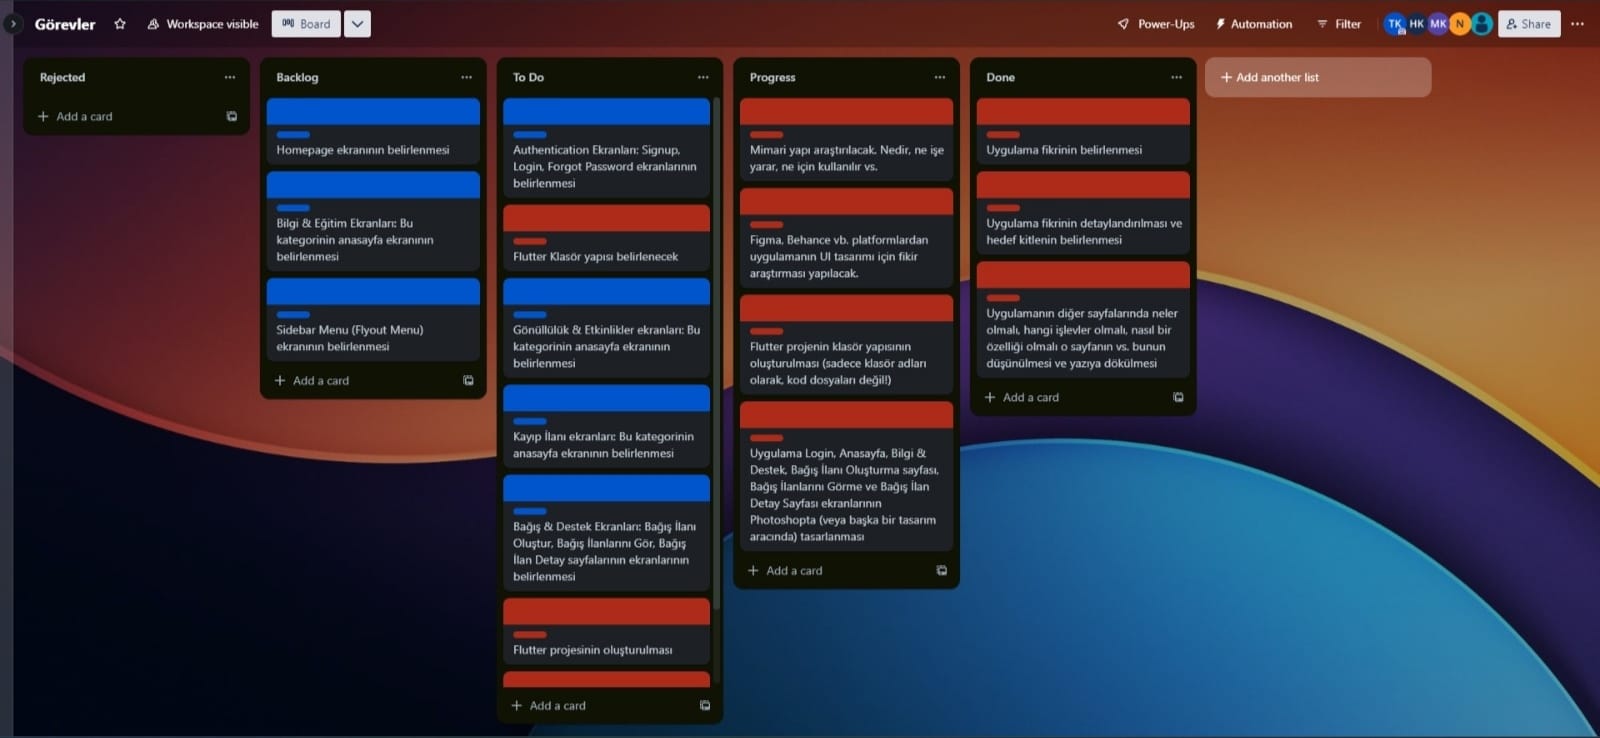 Görevler
Workspace visible
Board
Power-Ups
Automation
Filter
TK
HK
MK
N
Share
Rejected
Add a card
Backlog
Homepage ekranının belirlenmesi
Bilgi & Eğitim Ekranları: Bu
kategorinin anasayfa ekranının
belirlenmesi
Sidebar Menu (Flyout Menu)
ekranının belirlenmesi
Add a card
To Do
Authentication Ekranları: Signup,
Login, Forgot Password ekranlarının
belirlenmesi
Flutter Klasör yapısı belirlenecek
Gönüllülük & Etkinlikler ekranları: Bu
kategorinin anasayfa ekranının
belirlenmesi
Kayıp İlanı ekranları: Bu kategorinin
anasayfa ekranının belirlenmesi
Bağış & Destek Ekranları: Bağış İlanı
Oluştur, Bağış İlanlarını Gör, Bağış
İlan Detay sayfalarının ekranlarının
belirlenmesi
Flutter projesinin oluşturulması
Add a card
Progress
Mimari yapı araştırılacak. Nedir, ne işe
yarar, ne için kullanılır vs.
Figma, Behance vb. platformlardan
uygulamanın UI tasarımı için fikir
araştırması yapılacak.
Flutter projenin klasör yapısının
oluşturulması (sadece klasör adları
olarak, kod dosyaları değil!)
Uygulama Login, Anasayfa, Bilgi &
Destek, Bağış İlanı Oluşturma sayfası,
Bağış İlanlarını Görme ve Bağış İlan
Detay Sayfası ekranlarının
Photoshopta (veya başka bir tasarım
aracında) tasarlanması
Add a card
Done
Uygulama fikrinin belirlenmesi
Uygulama fikrinin detaylandırılması ve
hedef kitlenin belirlenmesi
Uygulamanın diğer sayfalarında neler
olmalı, hangi işlevler olmalı, nasıl bir
özelliği olmalı o sayfanın vs. bunun
düşünülmesi ve yazıya dökülmesi
Add a card
Add another list